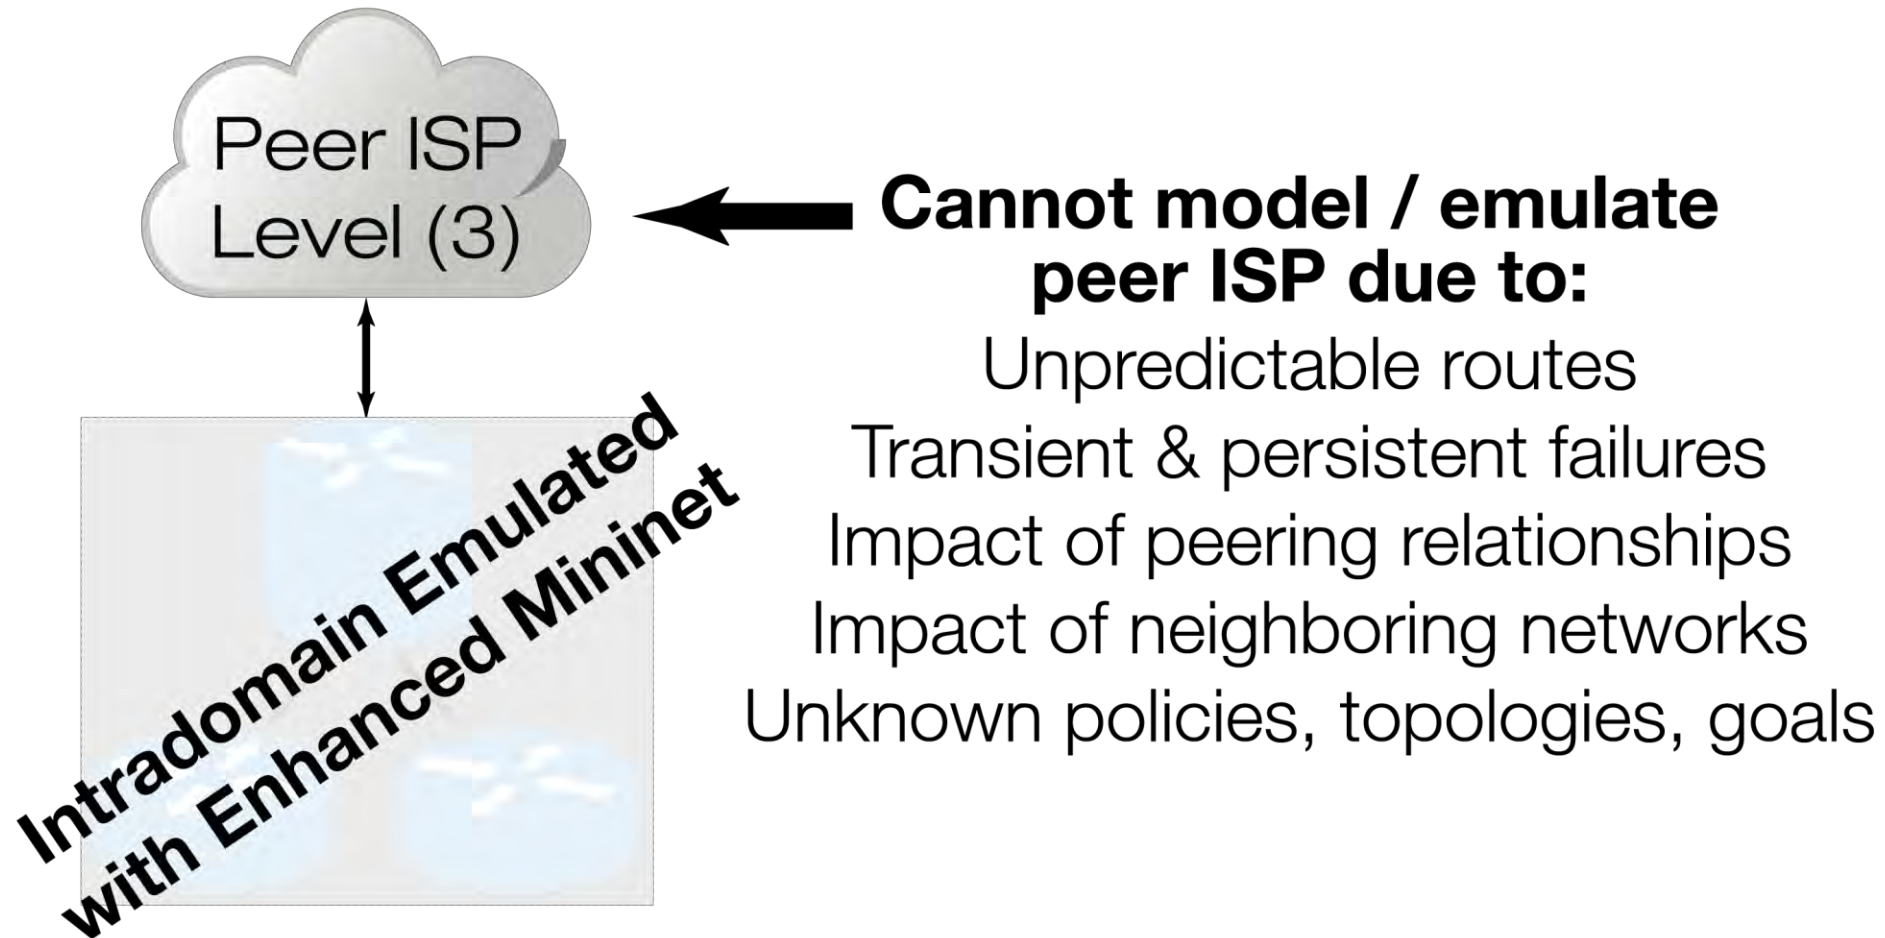 Peer ISP
Level (3)
Cannot model / emulate
peer ISP due to:
Unpredictable routes
Transient & persistent failures
Impact of peering relationships
Impact of neighboring networks
Unknown policies, topologies, goals
Intradomain Emulated
with Enhanced Mininet